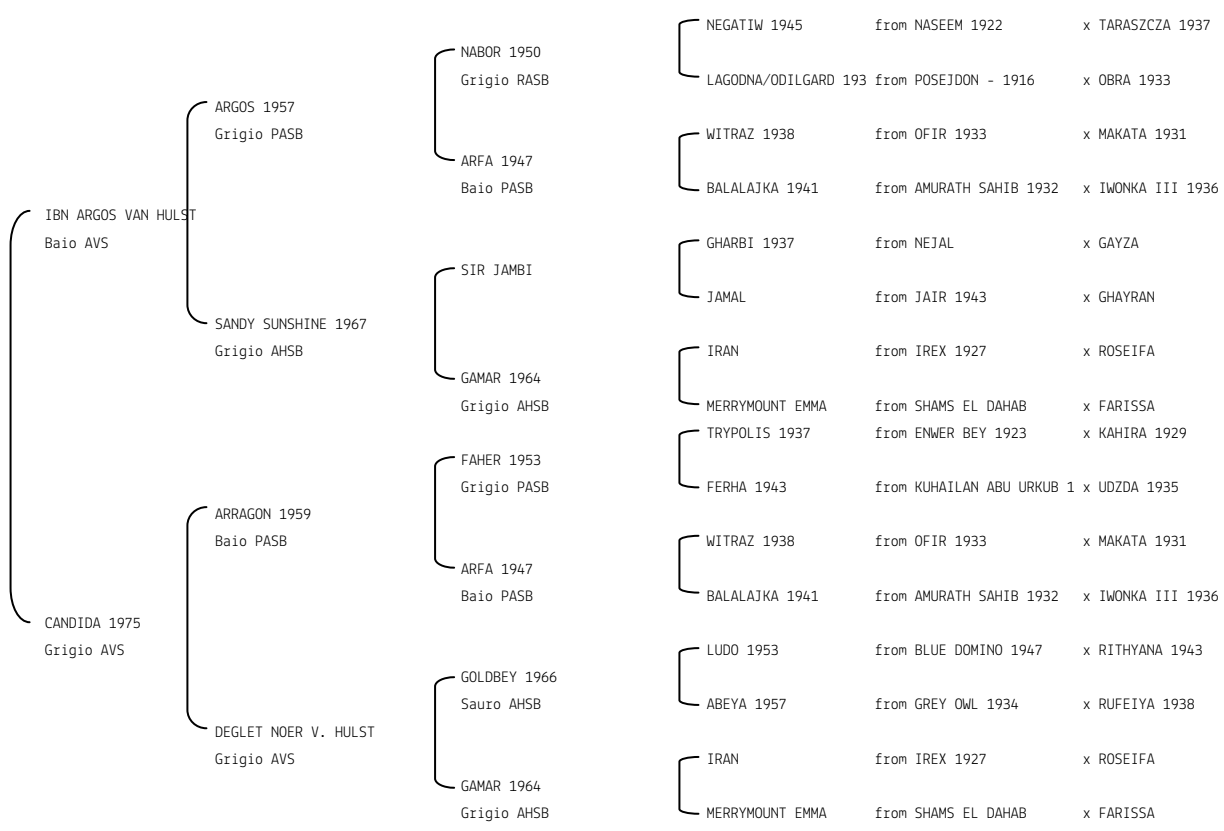 NEGATIW 1945 from NASEEM 1922 x TARASZCZA 1937
NABOR 1950
Grigio RASB
LAGODNA/ODILGARD 193 from POSEJDON - 1916 x OBRA 1933
ARGOS 1957
Grigio PASB
WITRAZ 1938 from OFIR 1933 x MAKATA 1931
ARFA 1947
Baio PASB
BALALAJKA 1941 from AMURATH SAHIB 1932 x IWONKA III 1936
IBN ARGOS VAN HULST
Baio AVS
GHARBI 1937 from NEJAL x GAYZA
SIR JAMBI
JAMAL from JAIR 1943 x GHAYRAN
SANDY SUNSHINE 1967
Grigio AHSB
IRAN from IREX 1927 x ROSEIFA
GAMAR 1964
Grigio AHSB
MERRYMOUNT EMMA from SHAMS EL DAHAB x FARISSA
TRYPOLIS 1937 from ENWER BEY 1923 x KAHIRA 1929
FAHER 1953
Grigio PASB
FERHA 1943 from KUHAILAN ABU URKUB 1 x UDZDA 1935
ARRAGON 1959
Baio PASB
WITRAZ 1938 from OFIR 1933 x MAKATA 1931
ARFA 1947
Baio PASB
BALALAJKA 1941 from AMURATH SAHIB 1932 x IWONKA III 1936
CANDIDA 1975
Grigio AVS
LUDO 1953 from BLUE DOMINO 1947 x RITHYANA 1943
GOLDBEY 1966
Sauro AHSB
ABEYA 1957 from GREY OWL 1934 x RUFEIYA 1938
DEGLET NOER V. HULST
Grigio AVS
IRAN from IREX 1927 x ROSEIFA
GAMAR 1964
Grigio AHSB
MERRYMOUNT EMMA from SHAMS EL DAHAB x FARISSA